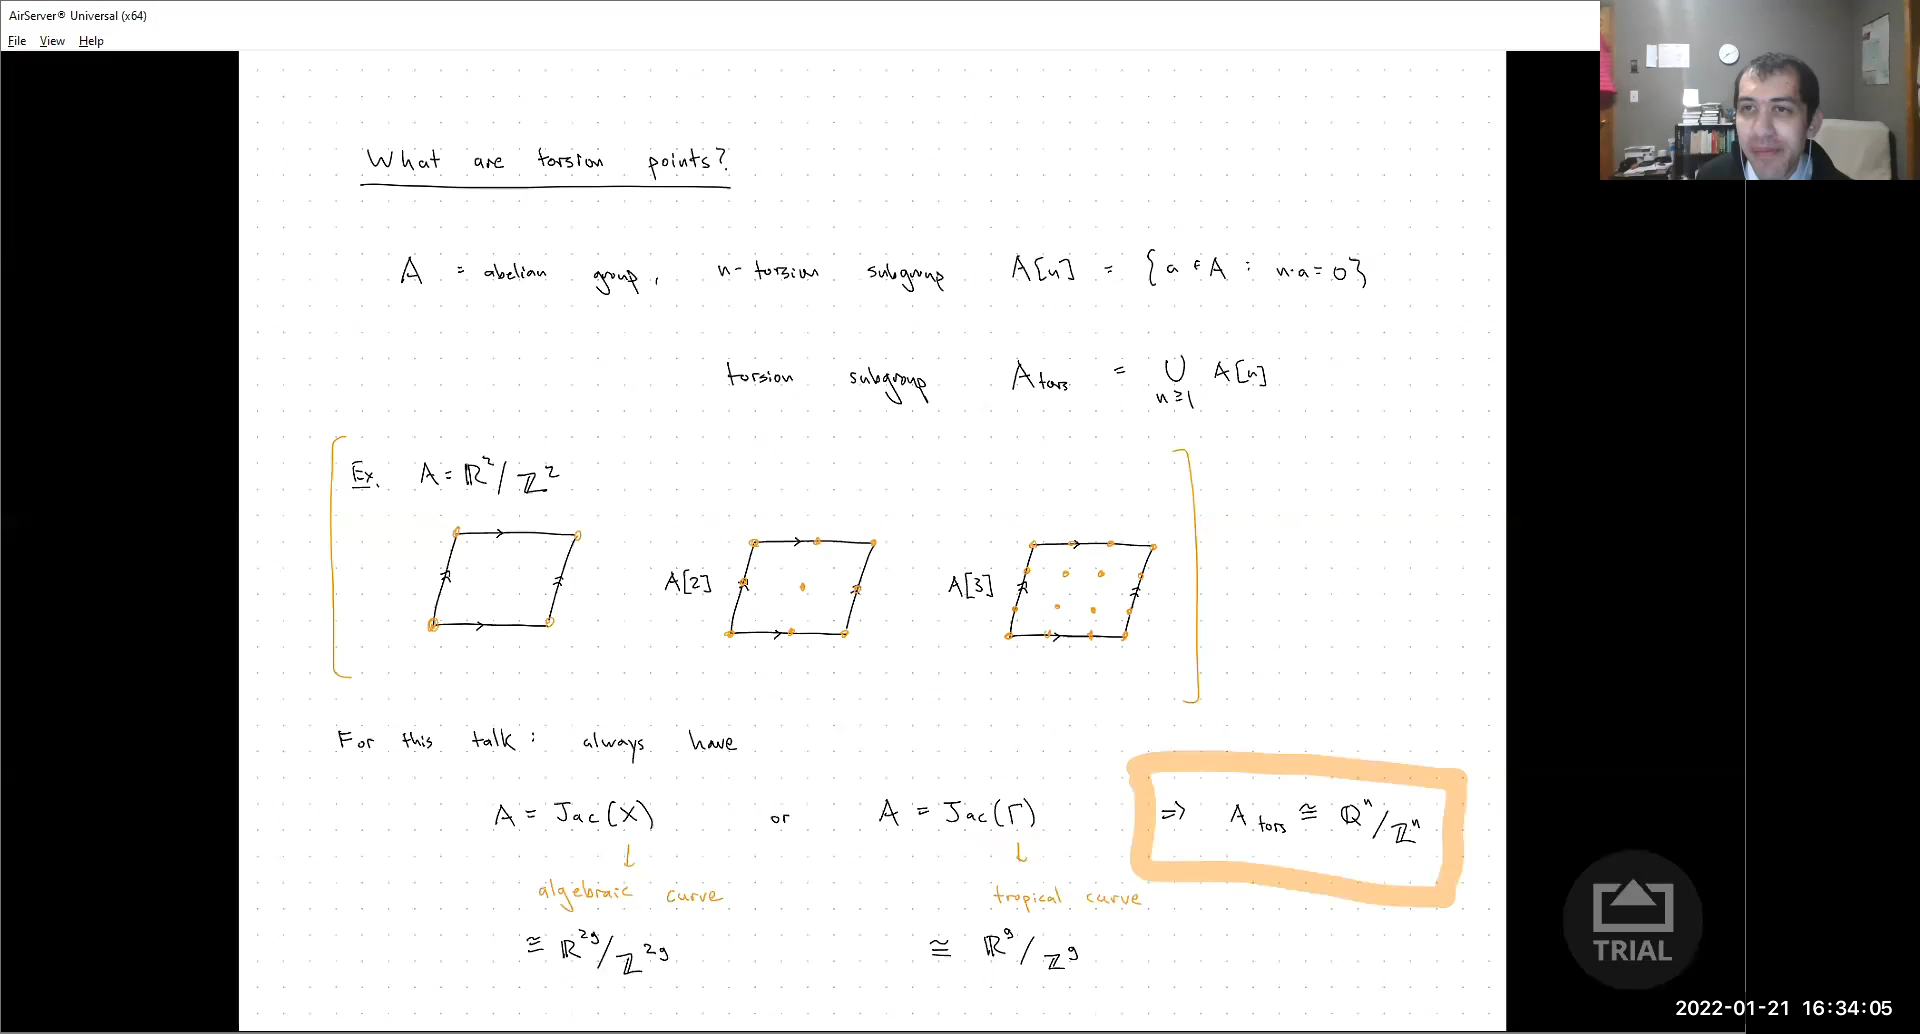 AirServer® Universal (x64)
File View Help
What are torsion points?
A = abelian group, n-torsion subgroup A[n] = {a ∈ A : n·a = 0}
torsion subgroup A_tors = ⋃_{n≥1} A[n]
Ex. A = ℝ²/ℤ²
A[2] A[3]
For this talk: always have
A = Jac(X) or A = Jac(Γ) ⇒ A_tors ≅ ℚⁿ/ℤⁿ
↓ ↓
algebraic curve tropical curve
≅ ℝ^{2g}/ℤ^{2g} ≅ ℝ^g/ℤ^g
TRIAL
2022-01-21 16:34:05